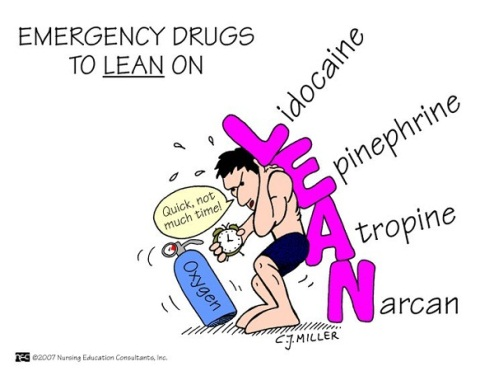 EMERGENCY DRUGS
TO LEAN ON
Lidocaine
Epinephrine
Atropine
Narcan
Quick, not
much time!
Oxygen
C.J.MILLER
NEC ©2007 Nursing Education Consultants, Inc.